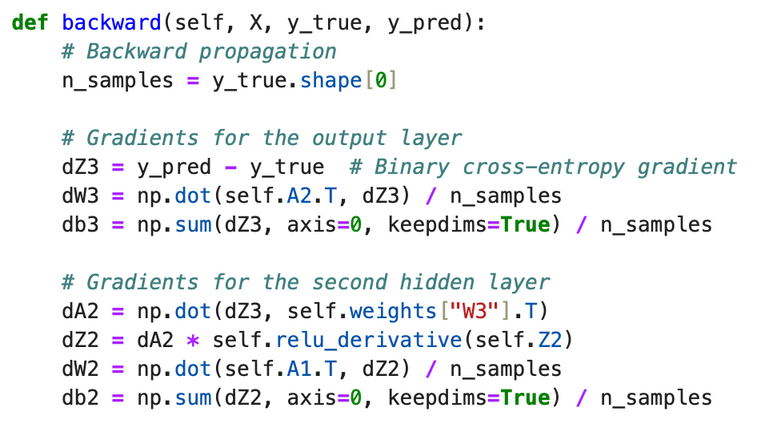 def backward(self, X, y_true, y_pred):
    # Backward propagation
    n_samples = y_true.shape[0]

    # Gradients for the output layer
    dZ3 = y_pred - y_true  # Binary cross-entropy gradient
    dW3 = np.dot(self.A2.T, dZ3) / n_samples
    db3 = np.sum(dZ3, axis=0, keepdims=True) / n_samples

    # Gradients for the second hidden layer
    dA2 = np.dot(dZ3, self.weights["W3"].T)
    dZ2 = dA2 * self.relu_derivative(self.Z2)
    dW2 = np.dot(self.A1.T, dZ2) / n_samples
    db2 = np.sum(dZ2, axis=0, keepdims=True) / n_samples